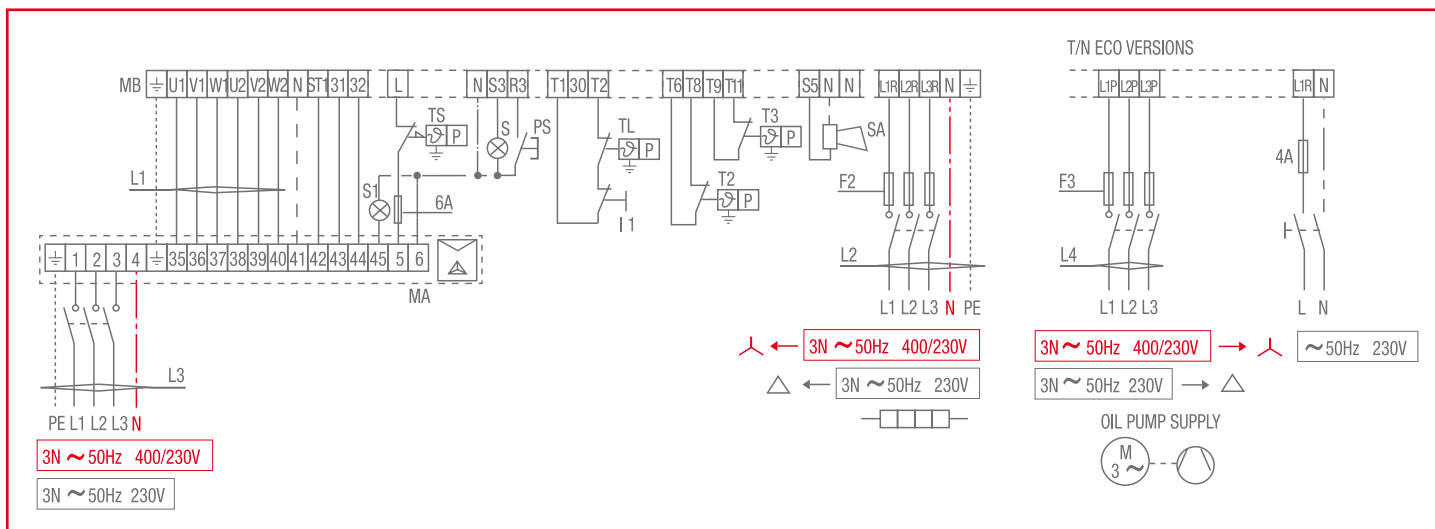 T/N ECO VERSIONS
MB U1 V1 W1 U2 V2 W2 N ST1 31 32 L N S3 R3 T1 30 T2 T6 T8 T9 T11 S5 N N L1R L2R L3R N L1P L2P L3P L1R N
TS S PS TL T3 SA
P P P
4A
L1 S1 6A T2 P F2 F3
I 1
1 2 3 4 35 36 37 38 39 40 41 42 43 44 45 5 6 L2 L4
MA
L1 L2 L3 N PE L1 L2 L3 L N
3N ~ 50Hz 400/230V 3N ~ 50Hz 400/230V ~50Hz 230V
L3
3N ~ 50Hz 230V 3N ~ 50Hz 230V
PE L1 L2 L3 N
OIL PUMP SUPPLY
3N ~ 50Hz 400/230V
M
3 ~
3N ~ 50Hz 230V